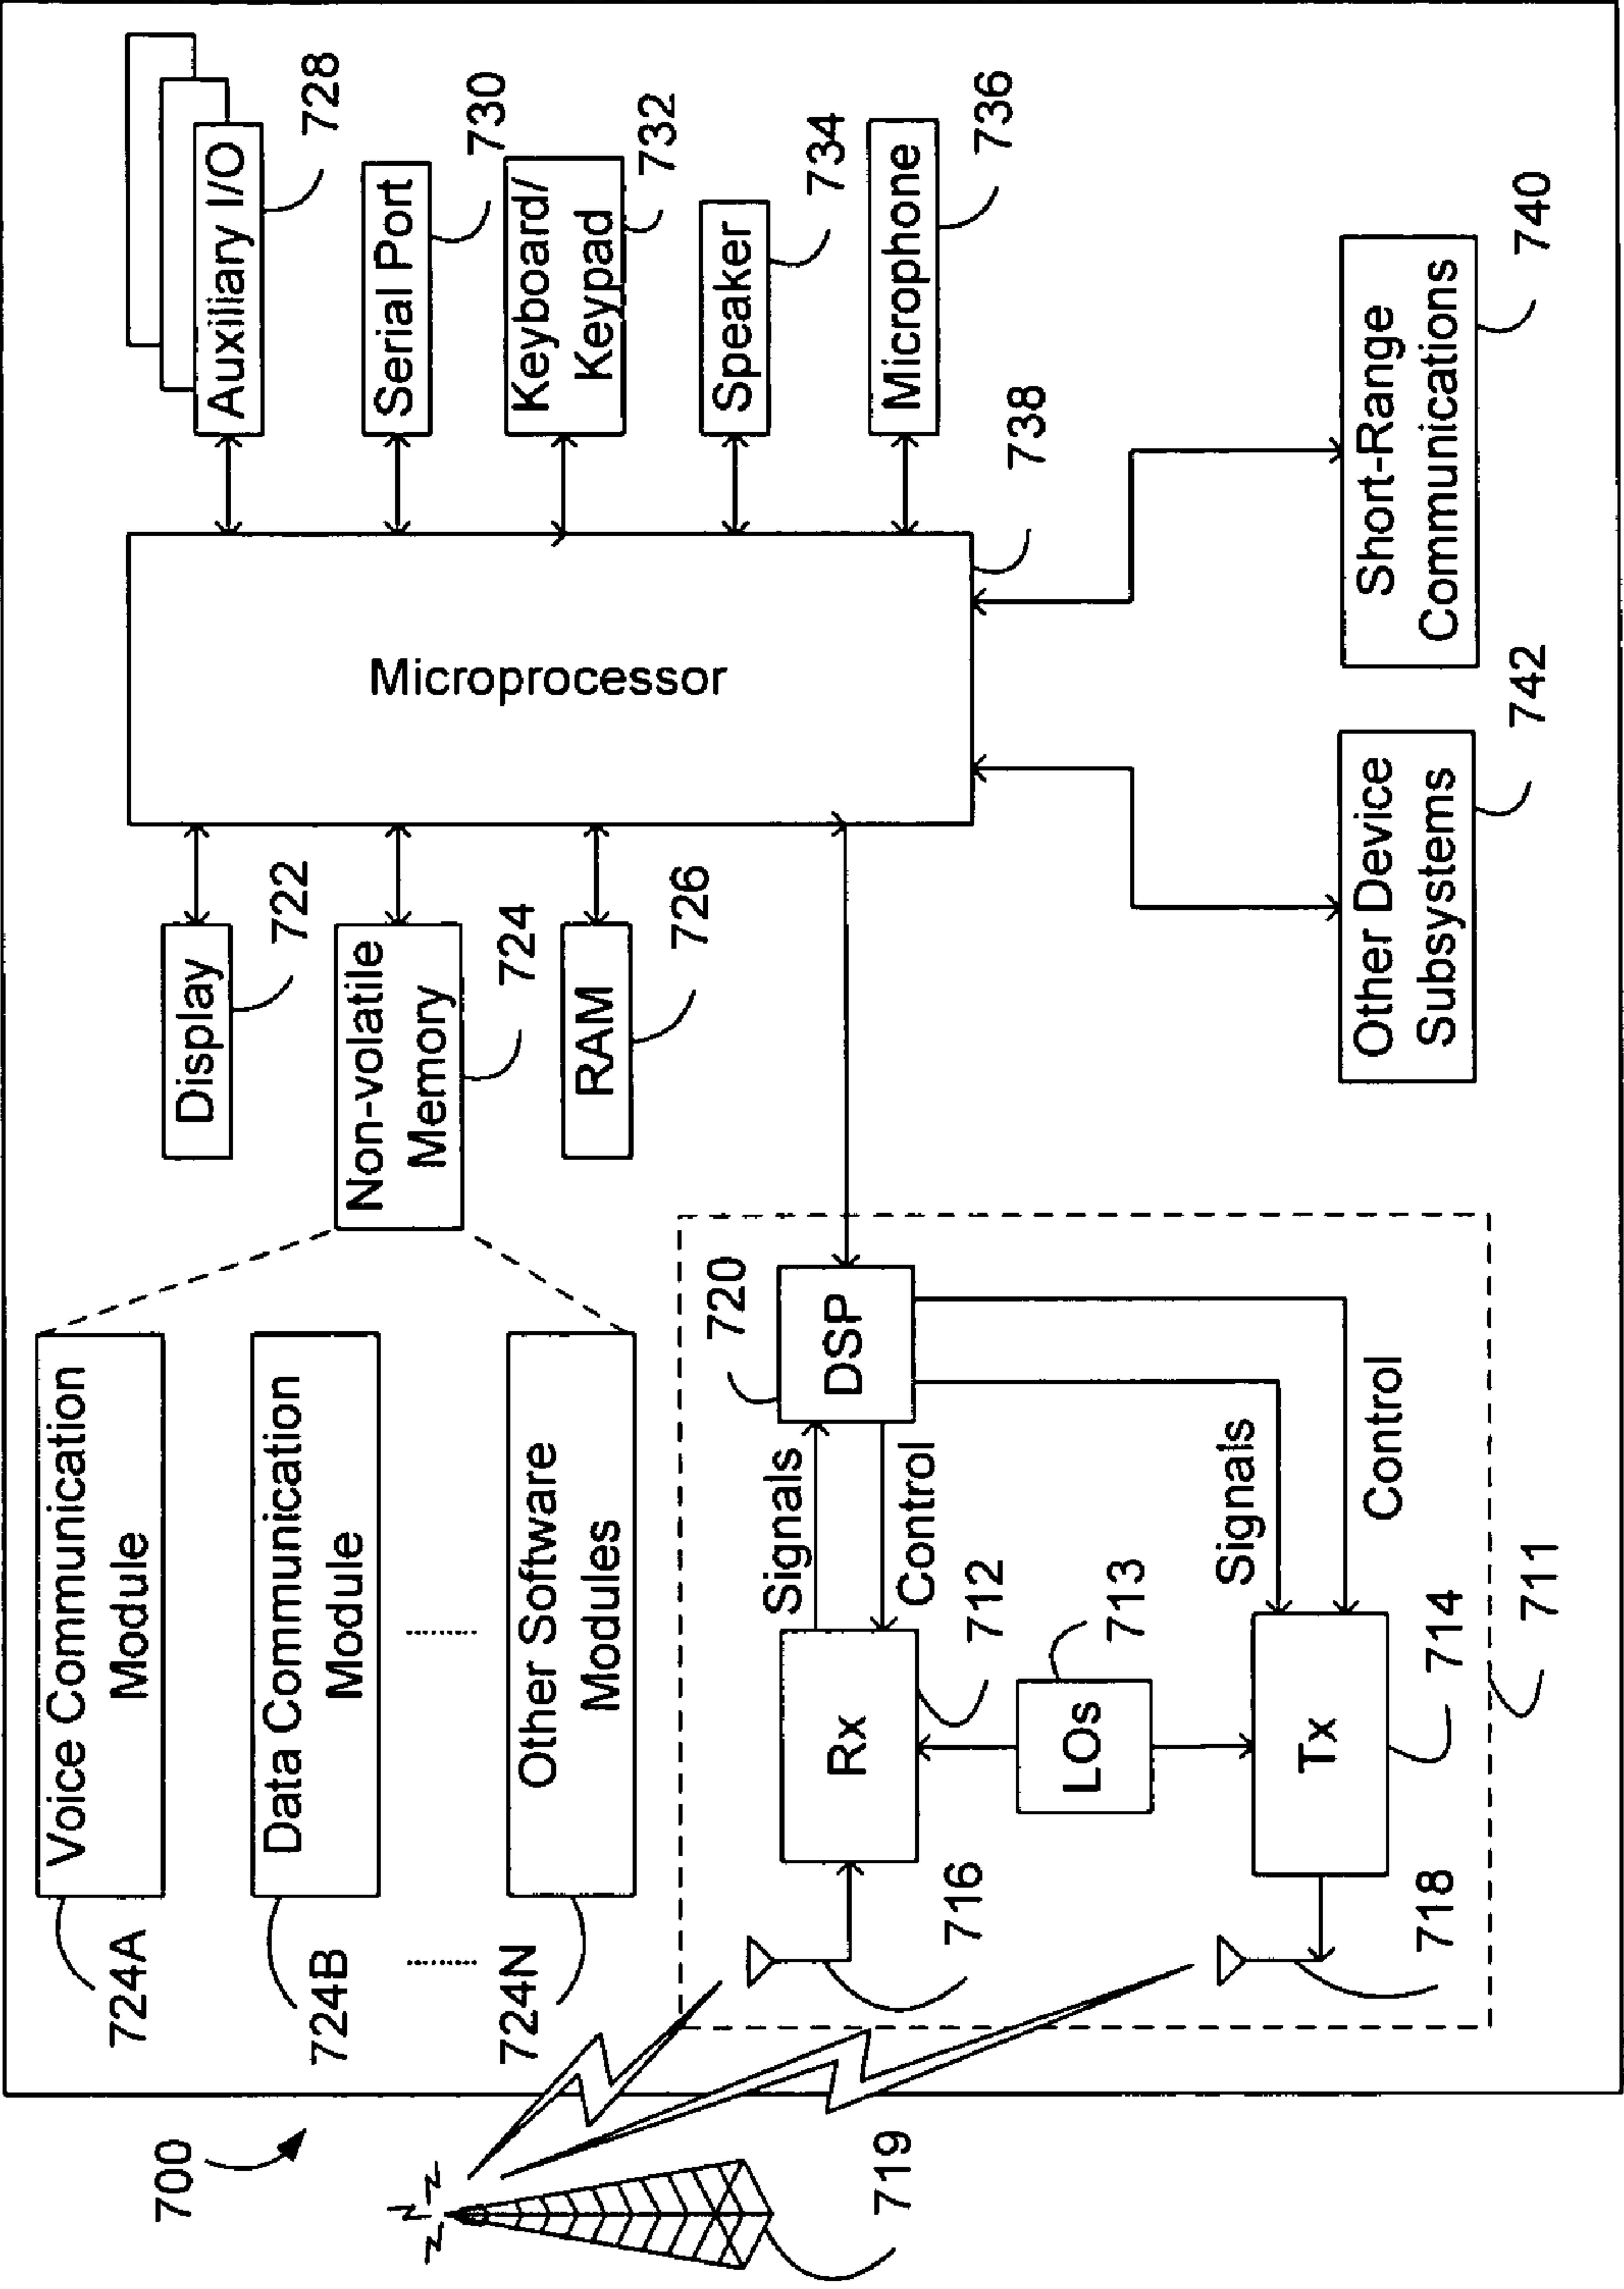 700
724A
Voice Communication
Module
724B
Data Communication
Module
724N
Other Software
Modules
Display
722
Non-volatile
Memory
724
RAM
726
Microprocessor
738
Auxiliary I/O
728
Serial Port
730
Keyboard/
Keypad
732
Speaker
734
Microphone
736
Short-Range
Communications
740
Other Device
Subsystems
742
720
DSP
Signals
Control
Rx
712
LOs
713
Signals
Control
Tx
714
711
716
718
719